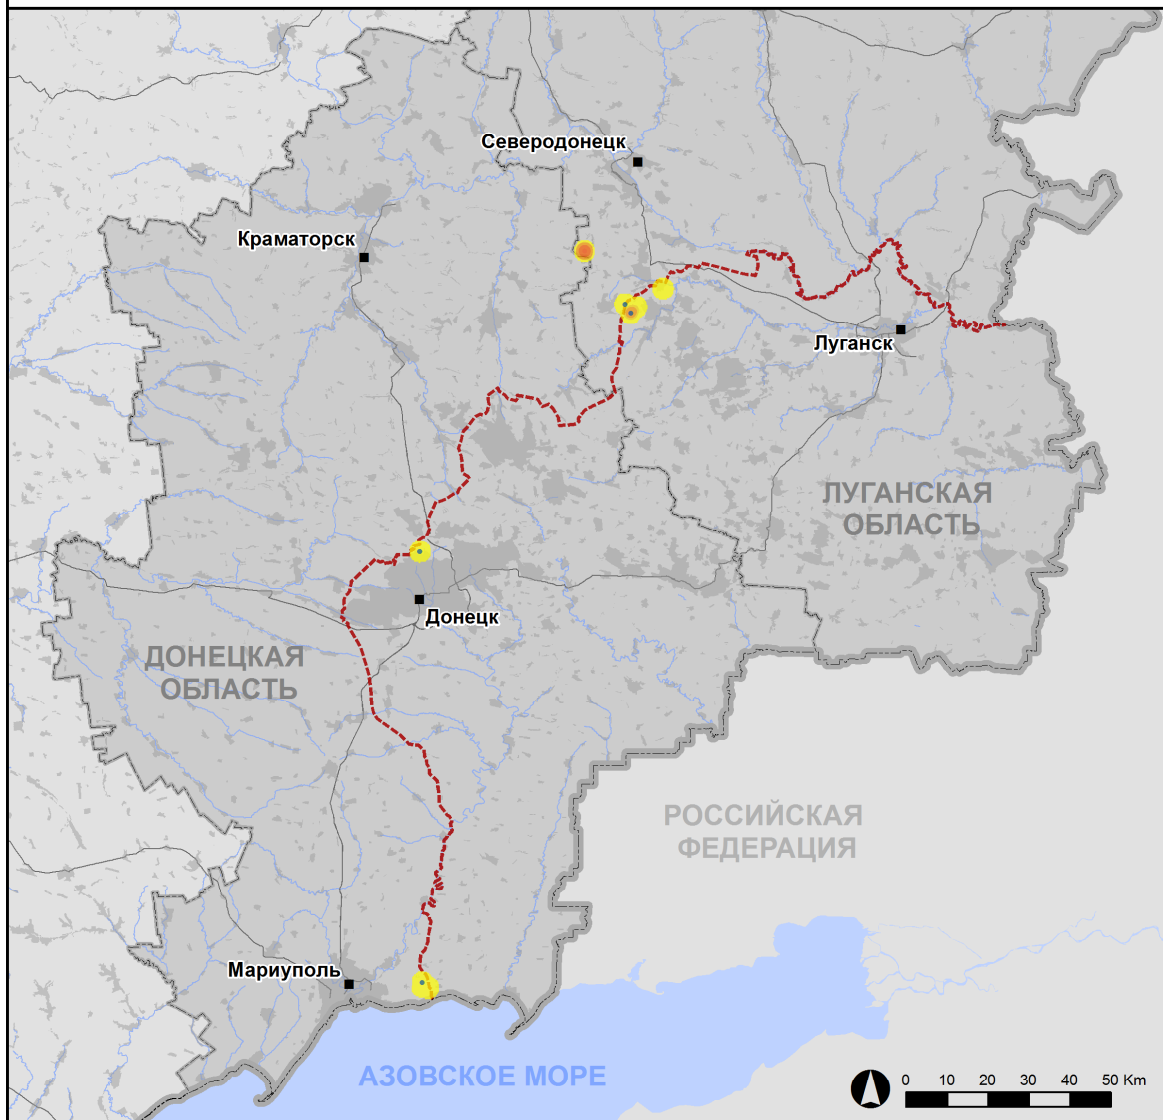 Северодонецк
Краматорск
Луганск
ЛУГАНСКАЯ
ОБЛАСТЬ
Донецк
ДОНЕЦКАЯ
ОБЛАСТЬ
РОССИЙСКАЯ
ФЕДЕРАЦИЯ
Мариуполь
АЗОВСКОЕ МОРЕ
0 10 20 30 40 50 Km